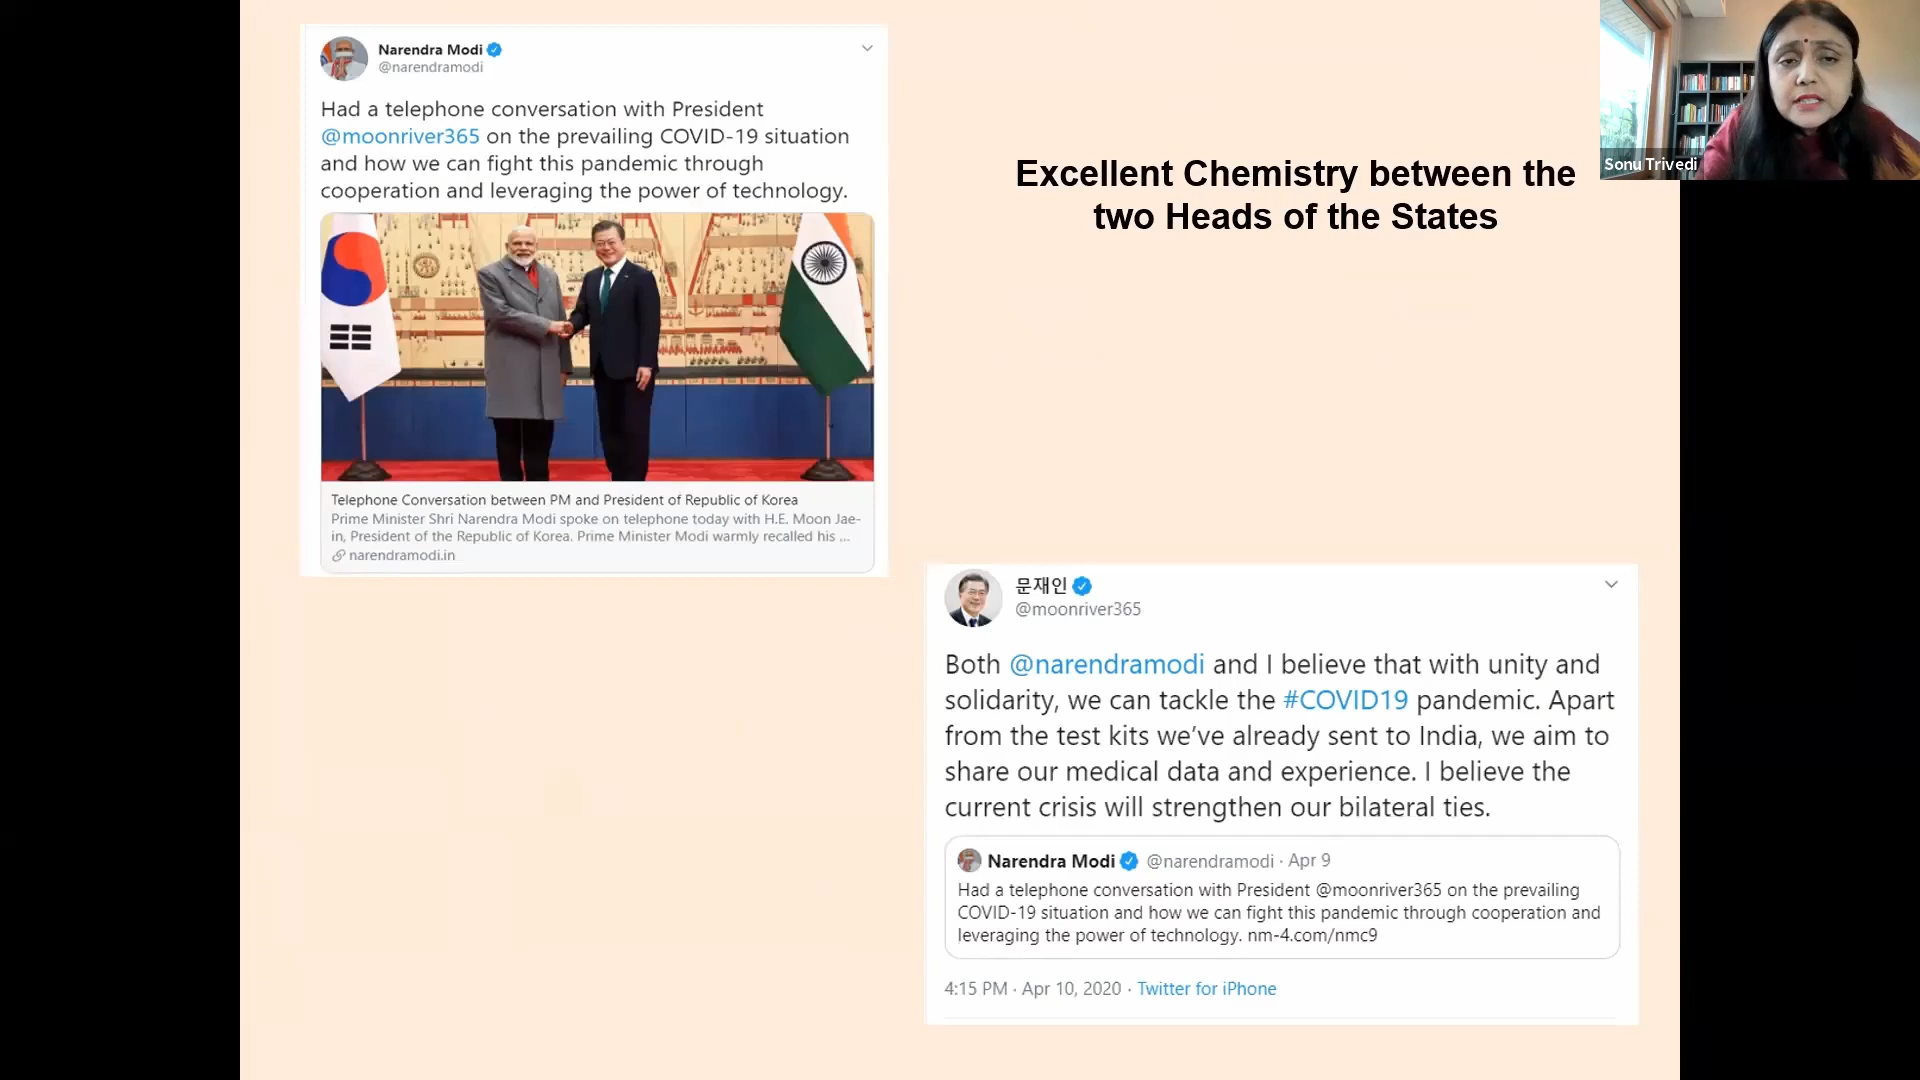 Narendra Modi
@narendramodi
Had a telephone conversation with President
@moonriver365 on the prevailing COVID-19 situation
and how we can fight this pandemic through
cooperation and leveraging the power of technology.
Telephone Conversation between PM and President of Republic of Korea
Prime Minister Shri Narendra Modi spoke on telephone today with H.E. Moon Jae-
in, President of the Republic of Korea. Prime Minister Modi warmly recalled his ...
narendramodi.in
Excellent Chemistry between the
two Heads of the States
Sonu Trivedi
문재인
@moonriver365
Both @narendramodi and I believe that with unity and
solidarity, we can tackle the #COVID19 pandemic. Apart
from the test kits we’ve already sent to India, we aim to
share our medical data and experience. I believe the
current crisis will strengthen our bilateral ties.
Narendra Modi @narendramodi · Apr 9
Had a telephone conversation with President @moonriver365 on the prevailing
COVID-19 situation and how we can fight this pandemic through cooperation and
leveraging the power of technology. nm-4.com/nmc9
4:15 PM · Apr 10, 2020 · Twitter for iPhone